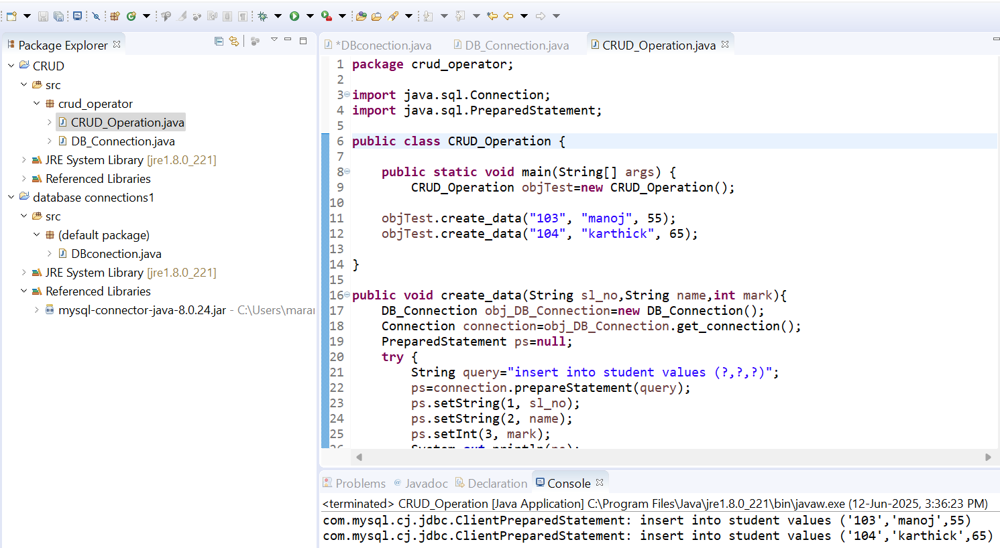 Package Explorer
CRUD
src
crud_operator
CRUD_Operation.java
DB_Connection.java
JRE System Library [jre1.8.0_221]
Referenced Libraries
database connections1
src
(default package)
DBconection.java
JRE System Library [jre1.8.0_221]
Referenced Libraries
mysql-connector-java-8.0.24.jar - C:\Users\mara
*DBconection.java DB_Connection.java CRUD_Operation.java
1 package crud_operator;
2
3 import java.sql.Connection;
4 import java.sql.PreparedStatement;
5
6 public class CRUD_Operation {
7
8 public static void main(String[] args) {
9 CRUD_Operation objTest=new CRUD_Operation();
10
11 objTest.create_data("103", "manoj", 55);
12 objTest.create_data("104", "karthick", 65);
13
14 }
15
16 public void create_data(String sl_no,String name,int mark){
17 DB_Connection obj_DB_Connection=new DB_Connection();
18 Connection connection=obj_DB_Connection.get_connection();
19 PreparedStatement ps=null;
20 try {
21 String query="insert into student values (?,?,?)";
22 ps=connection.prepareStatement(query);
23 ps.setString(1, sl_no);
24 ps.setString(2, name);
25 ps.setInt(3, mark);
26 System.out.println(ps);
Problems @ Javadoc Declaration Console
<terminated> CRUD_Operation [Java Application] C:\Program Files\Java\jre1.8.0_221\bin\javaw.exe (12-Jun-2025, 3:36:23 PM)
com.mysql.cj.jdbc.ClientPreparedStatement: insert into student values ('103','manoj',55)
com.mysql.cj.jdbc.ClientPreparedStatement: insert into student values ('104','karthick',65)